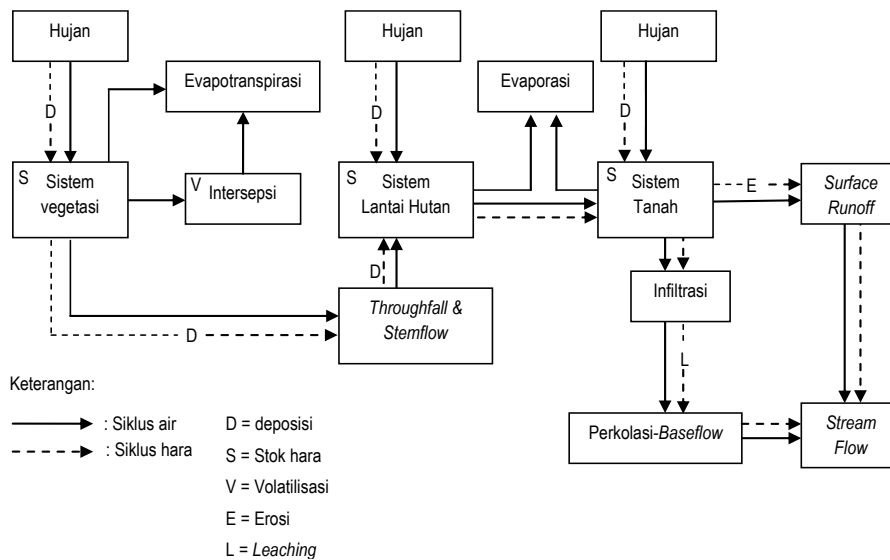 Hujan
Hujan
Hujan
Evapotranspirasi
Evaporasi
D
D
D
S
Sistem
vegetasi
V
Intersepsi
S
Sistem
Lantai Hutan
S
Sistem
Tanah
E
Surface
Runoff
D
Throughfall &
Stemflow
Infiltrasi
D
L
Keterangan:
: Siklus air
: Siklus hara
D = deposisi
S = Stok hara
V = Volatilisasi
E = Erosi
L = Leaching
Perkolasi-Baseflow
Stream
Flow